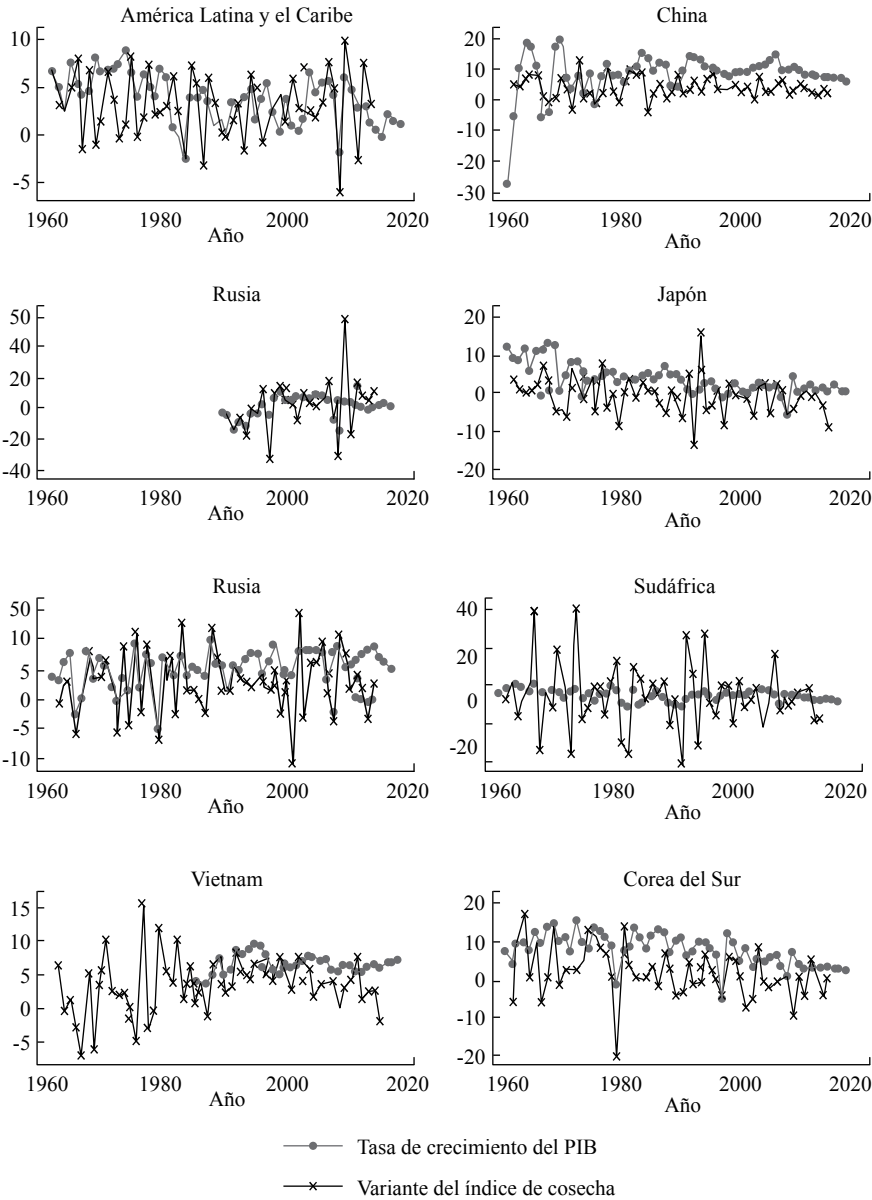 América Latina y el Caribe
10
5
0
-5
1960 1980 2000 2020
Año
China
30
20
10
0
-10
-20
-30
1960 1980 2000 2020
Año
Rusia
50
40
20
0
-20
-40
1960 1980 2000 2020
Año
Japón
20
10
0
-10
-20
1960 1980 2000 2020
Año
Rusia
50
10
5
0
-5
-10
1960 1980 2000 2020
Año
Sudáfrica
40
20
0
-20
1960 1980 2000 2020
Año
Vietnam
15
10
5
0
-5
1960 1980 2000 2020
Año
Corea del Sur
20
10
0
-10
-20
1960 1980 2000 2020
Año
Tasa de crecimiento del PIB
Variante del índice de cosecha